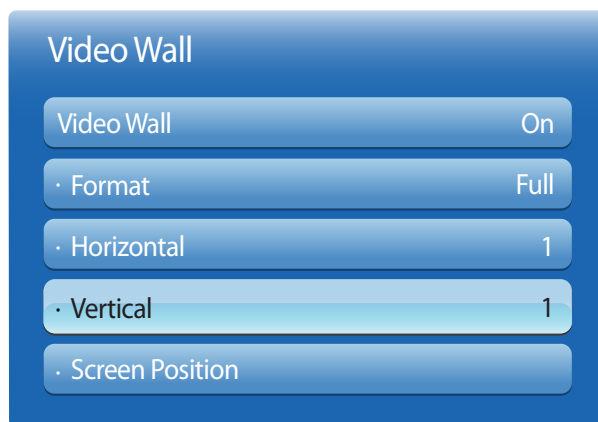 Video Wall
Video Wall On
· Format Full
· Horizontal 1
· Vertical 1
· Screen Position